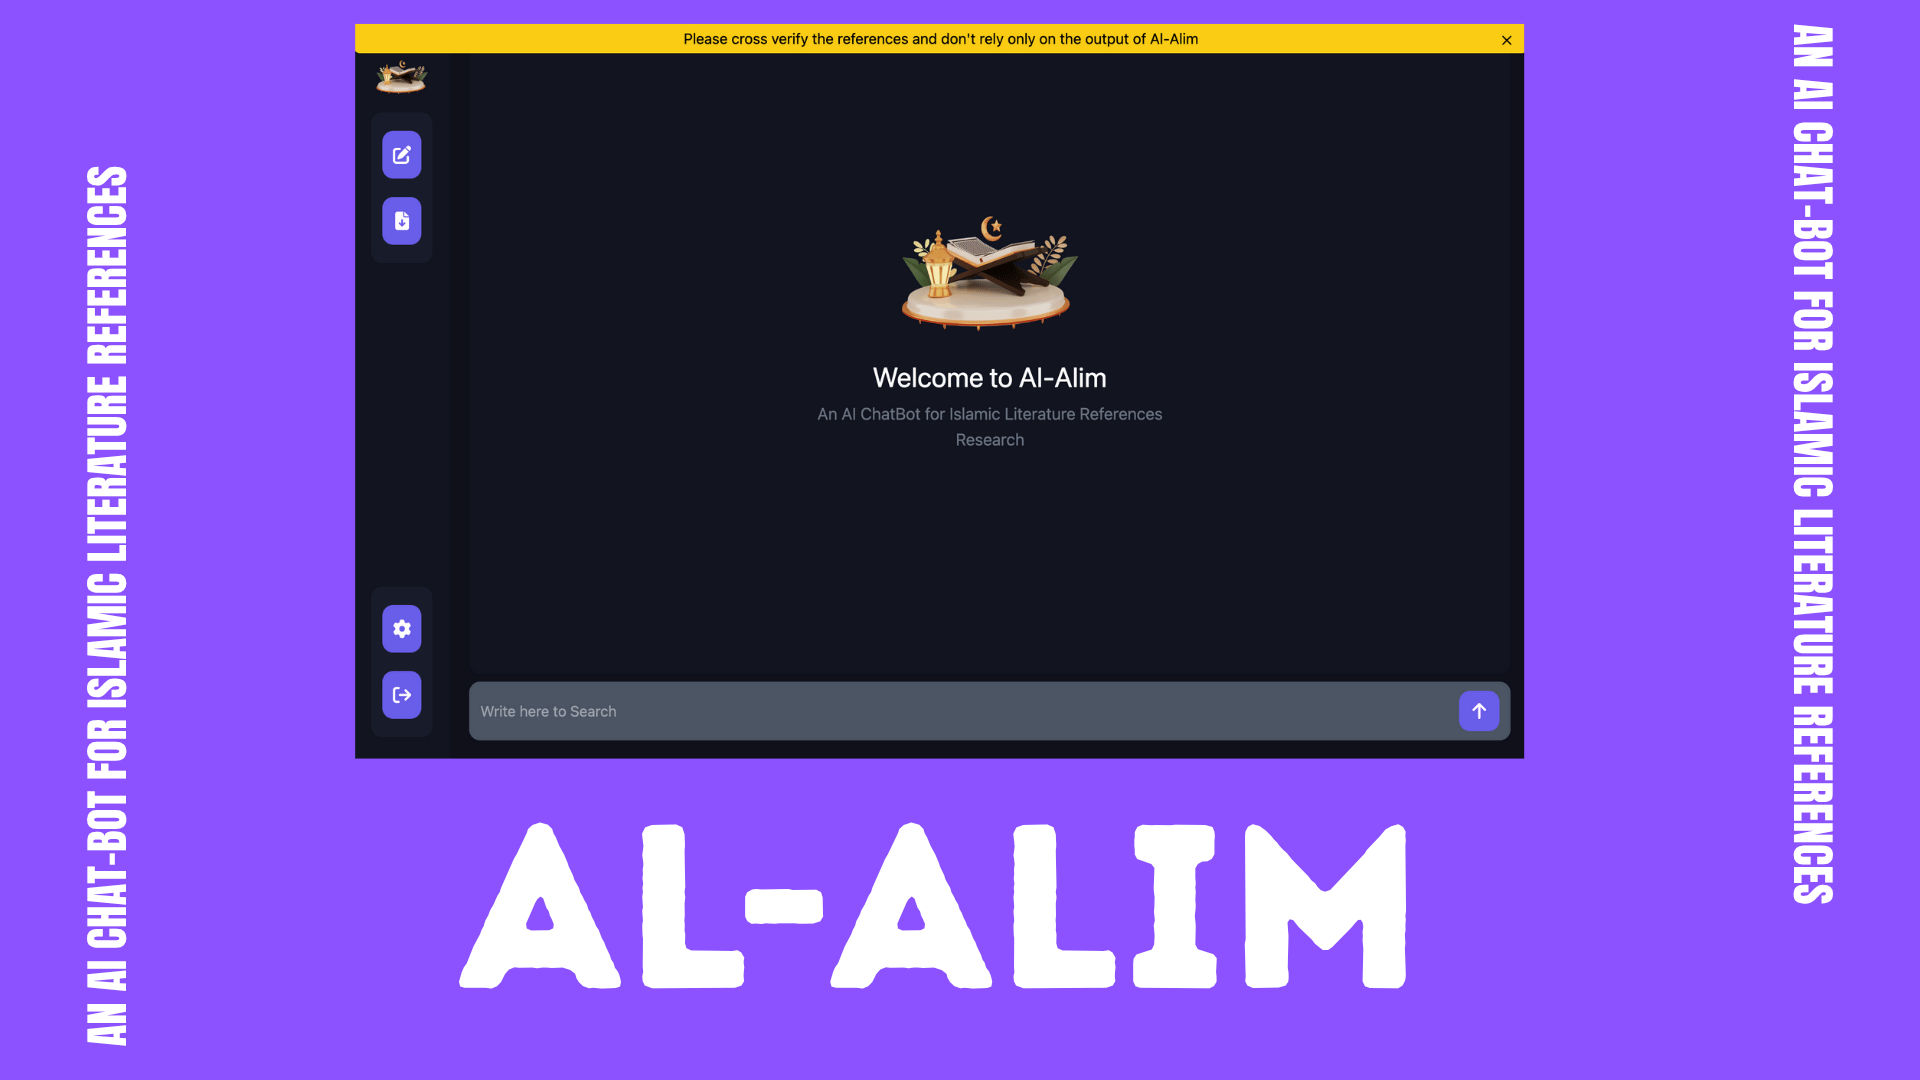 Please cross verify the references and don't rely only on the output of Al-Alim
Welcome to Al-Alim
An AI ChatBot for Islamic Literature References
Research
Write here to Search
AL-ALIM
AN AI CHAT-BOT FOR ISLAMIC LITERATURE REFERENCES
AN AI CHAT-BOT FOR ISLAMIC LITERATURE REFERENCES